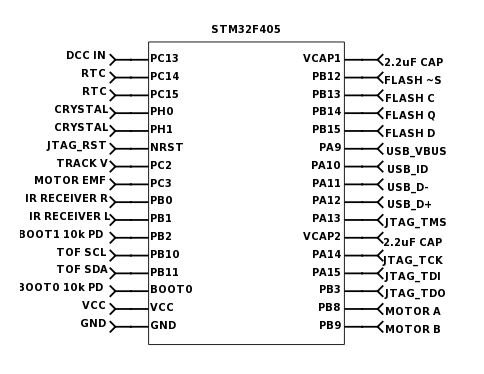 STM32F405
DCC IN PC13 VCAP1 2.2uF CAP
RTC PC14 PB12 FLASH ~S
RTC PC15 PB13 FLASH C
CRYSTAL PH0 PB14 FLASH Q
CRYSTAL PH1 PB15 FLASH D
JTAG_RST NRST PA9 USB_VBUS
TRACK V PC2 PA10 USB_ID
MOTOR EMF PC3 PA11 USB_D-
IR RECEIVER R PB0 PA12 USB_D+
IR RECEIVER L PB1 PA13 JTAG_TMS
BOOT1 10k PD PB2 VCAP2 2.2uF CAP
TOF SCL PB10 PA14 JTAG_TCK
TOF SDA PB11 PA15 JTAG_TDI
BOOT0 10k PD BOOT0 PB3 JTAG_TDO
VCC VCC PB8 MOTOR A
GND GND PB9 MOTOR B